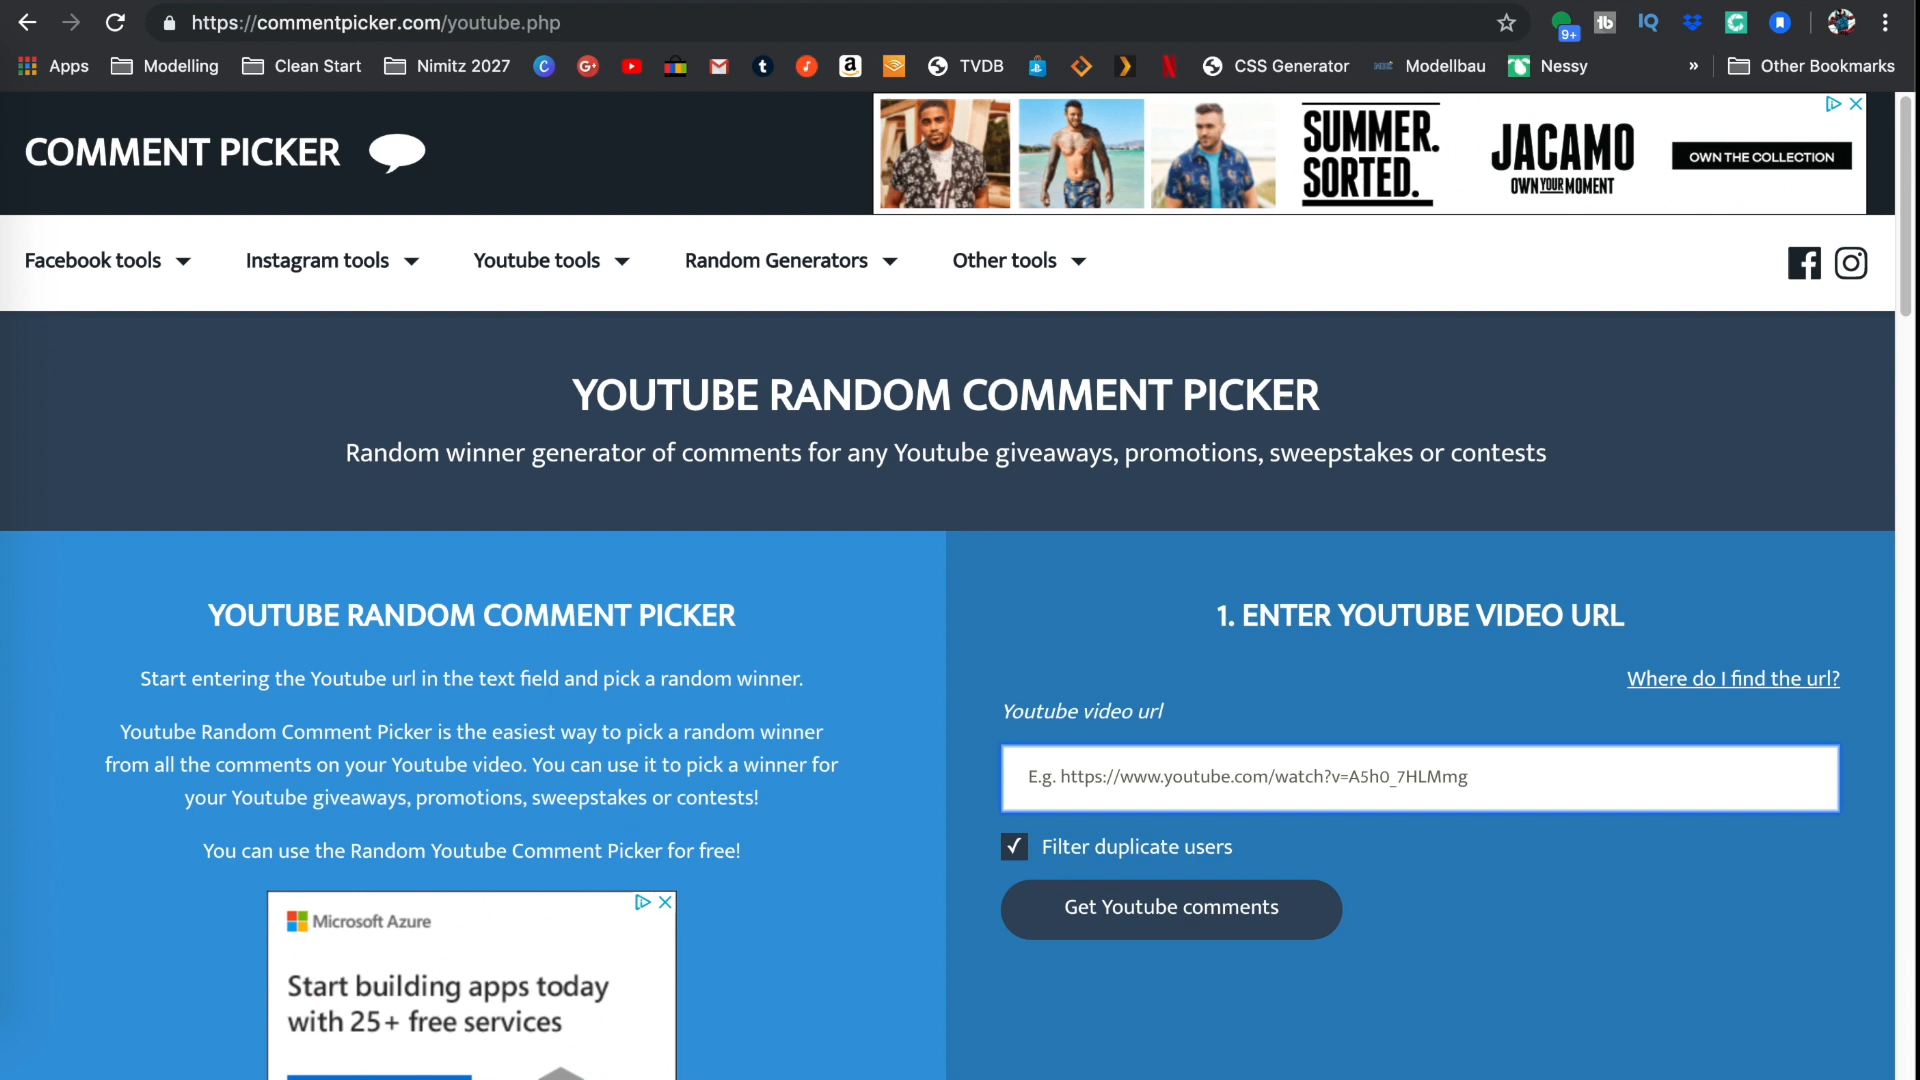 https://commentpicker.com/youtube.php
9+
Apps Modelling Clean Start Nimitz 2027 TVDB CSS Generator Modellbau Nessy » Other Bookmarks
COMMENT PICKER
SUMMER.
SORTED.
JACAMO
OWN YOUR MOMENT
OWN THE COLLECTION
Facebook tools Instagram tools Youtube tools Random Generators Other tools
YOUTUBE RANDOM COMMENT PICKER
Random winner generator of comments for any Youtube giveaways, promotions, sweepstakes or contests
YOUTUBE RANDOM COMMENT PICKER
Start entering the Youtube url in the text field and pick a random winner.
Youtube Random Comment Picker is the easiest way to pick a random winner
from all the comments on your Youtube video. You can use it to pick a winner for
your Youtube giveaways, promotions, sweepstakes or contests!
You can use the Random Youtube Comment Picker for free!
Microsoft Azure
Start building apps today
with 25+ free services
1. ENTER YOUTUBE VIDEO URL
Where do I find the url?
Youtube video url
E.g. https://www.youtube.com/watch?v=A5h0_7HLMmg
Filter duplicate users
Get Youtube comments